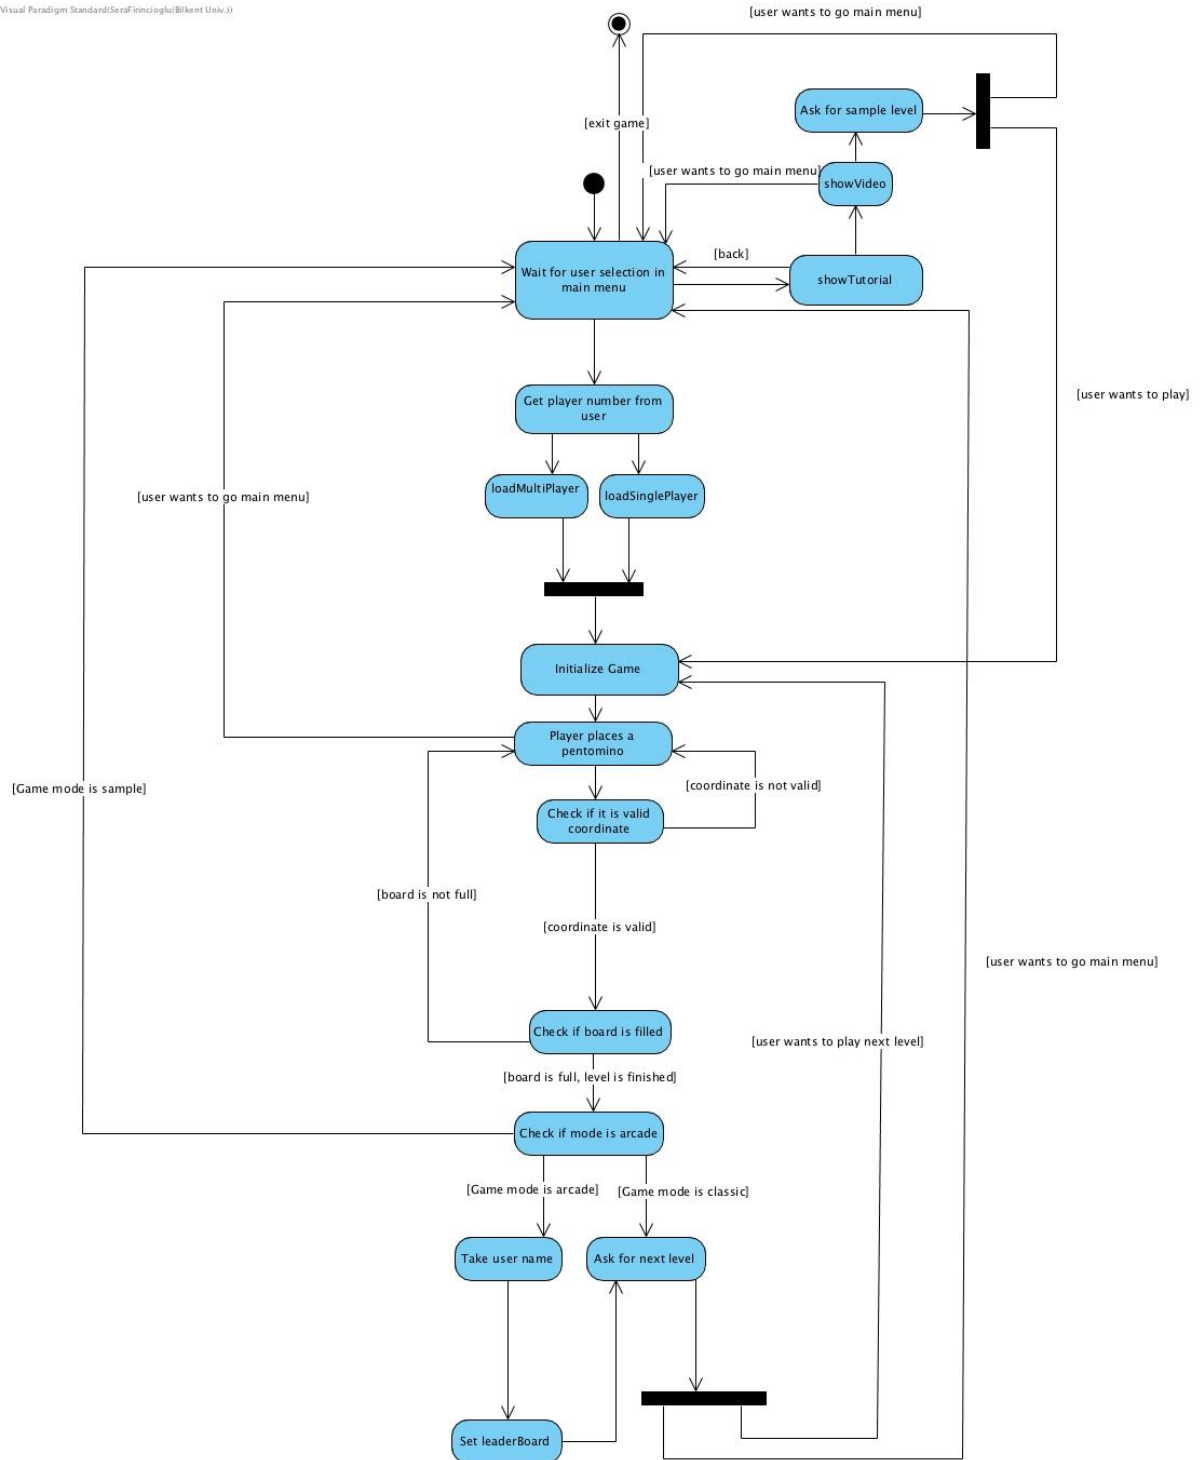 Visual Paradigm Standard(SeraFirincioglu(Bilkent Univ.))
[user wants to go main menu]
Ask for sample level
[exit game]
[user wants to go main menu]
showVideo
[back]
Wait for user selection in
main menu
showTutorial
Get player number from
user
[user wants to play]
loadMultiPlayer
loadSinglePlayer
[user wants to go main menu]
Initialize Game
Player places a
pentomino
[coordinate is not valid]
[Game mode is sample]
Check if it is valid
coordinate
[board is not full]
[coordinate is valid]
[user wants to go main menu]
Check if board is filled
[user wants to play next level]
[board is full, level is finished]
Check if mode is arcade
[Game mode is arcade]
[Game mode is classic]
Take user name
Ask for next level
Set leaderBoard